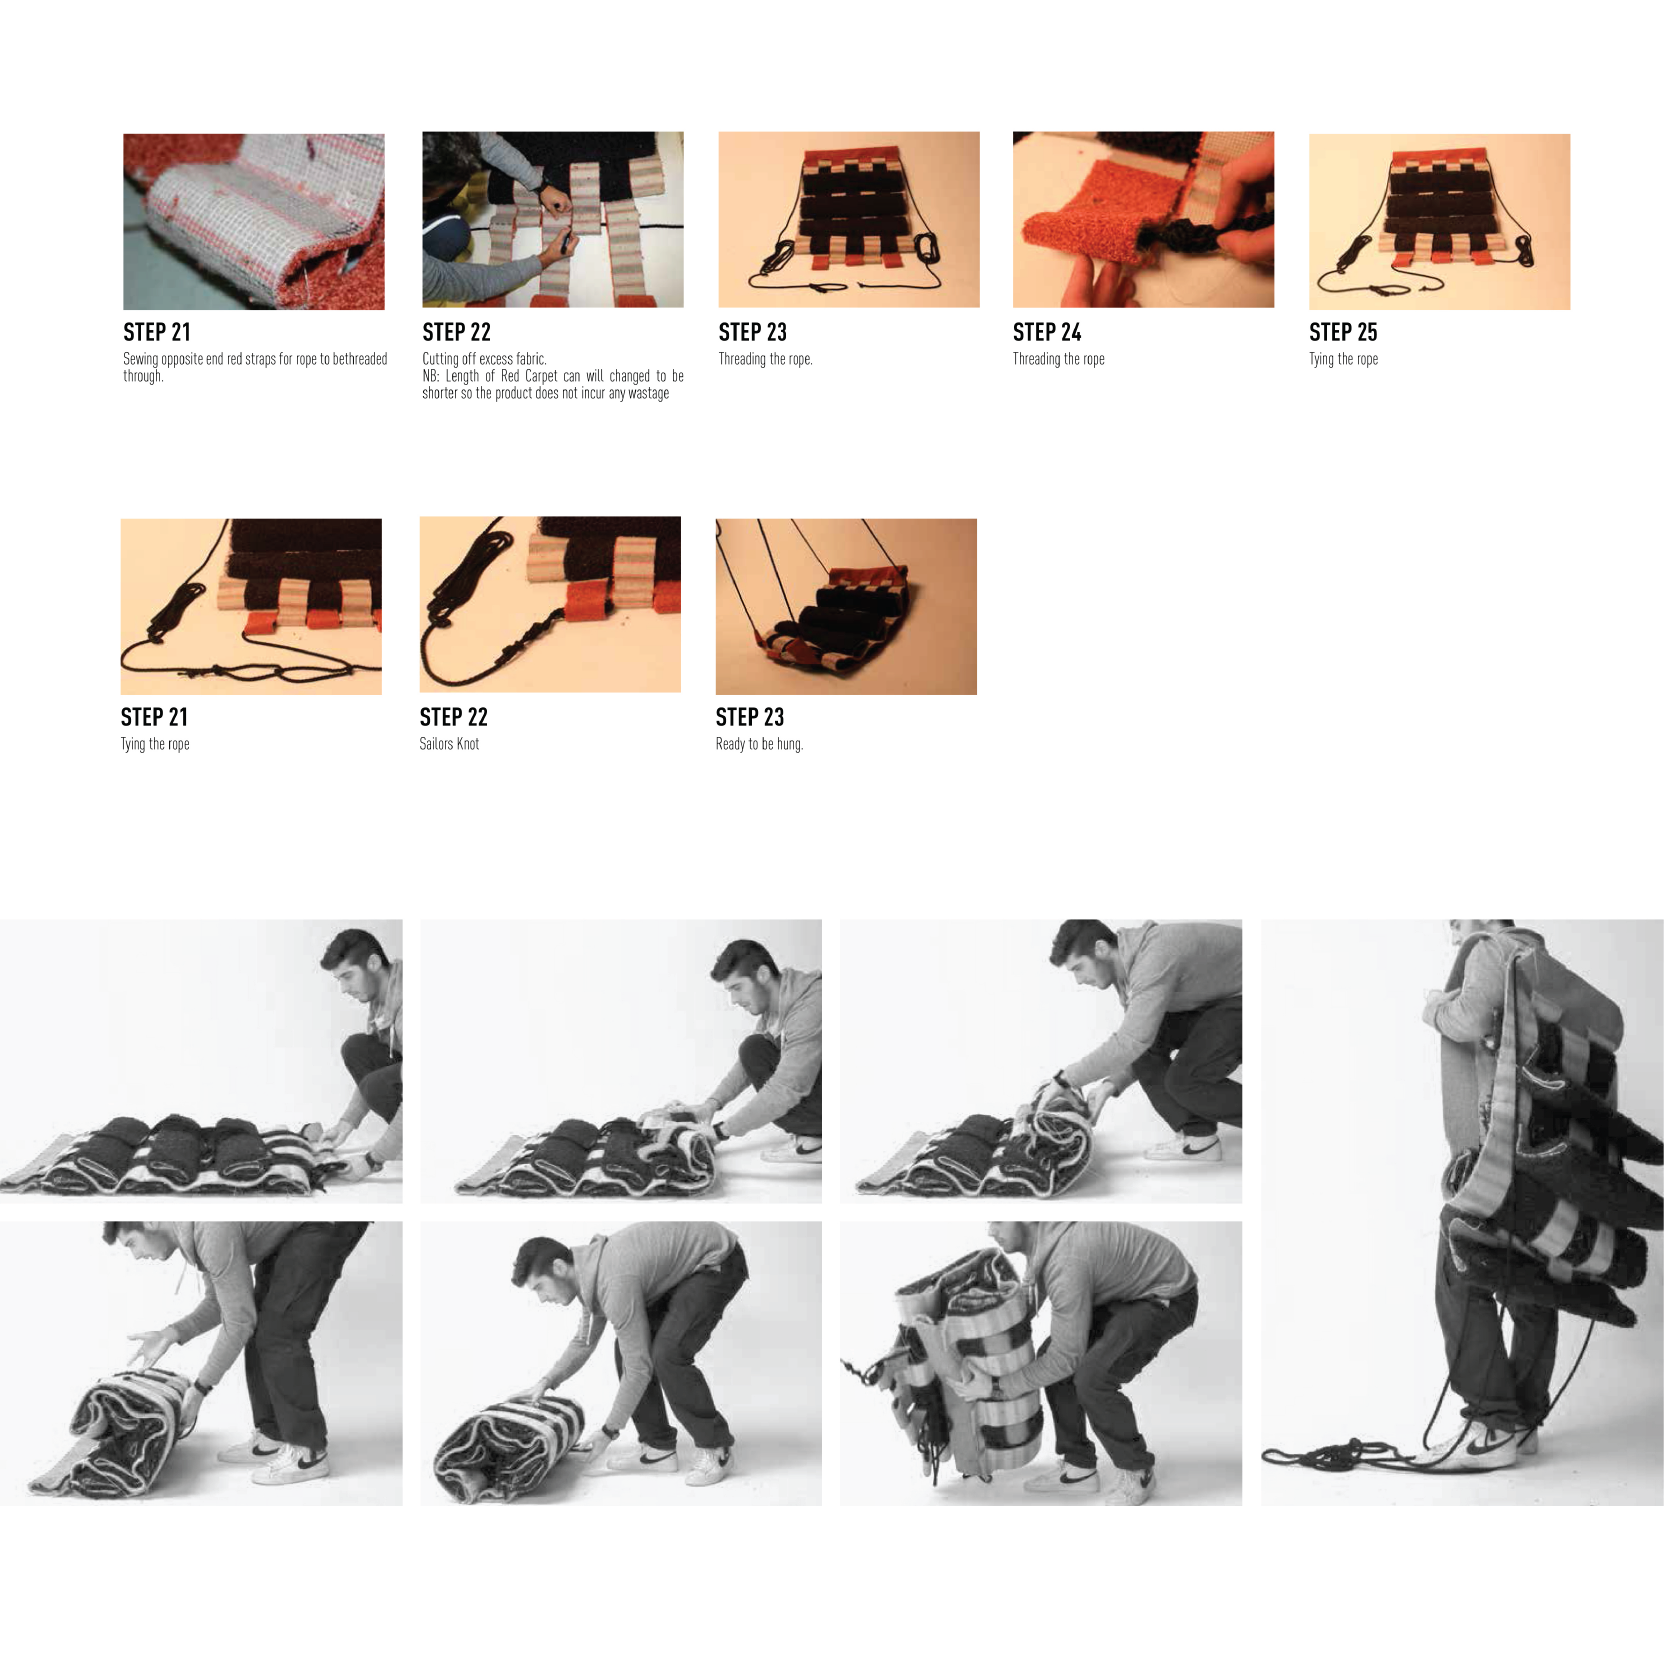 STEP 21
Sewing opposite end red straps for rope to bethreaded
through.
STEP 22
Cutting off excess fabric.
NB: Length of Red Carpet can will changed to be
shorter so the product does not incur any wastage
STEP 23
Threading the rope.
STEP 24
Threading the rope
STEP 25
Tying the rope
STEP 21
Tying the rope
STEP 22
Sailors Knot
STEP 23
Ready to be hung.